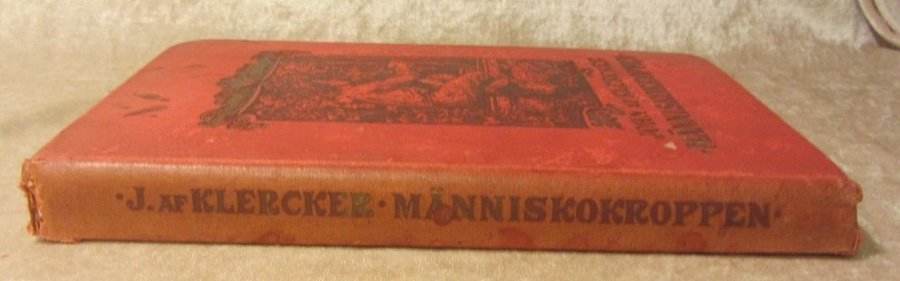 ·J. AF KLERCKER·MÄNNISKOKROPPEN·